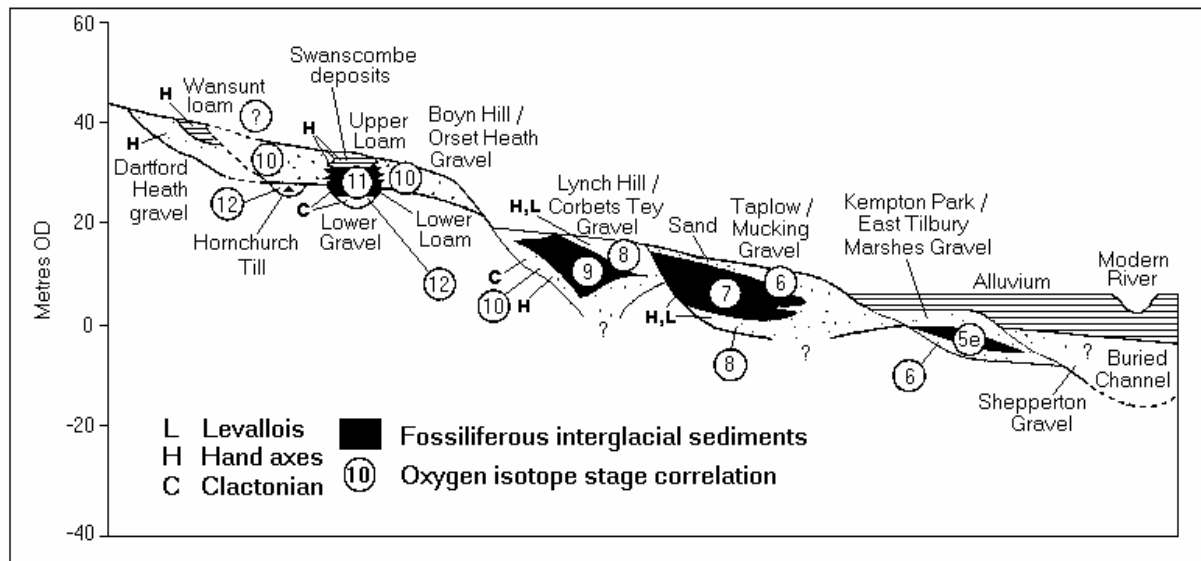 60
40
20
0
-20
-40
Metres OD
H
Wansunt
loam
?
Swanscombe
deposits
H
Upper
Loam
Boyn Hill /
Orset Heath
Gravel
H
Dartford
Heath
gravel
10
11
10
12
Hornchurch
Till
C
Lower
Gravel
Lower
Loam
12
Lynch Hill /
Corbets Tey
Gravel
H,L
8
9
C
10
H
?
Sand
Taplow /
Mucking
Gravel
6
7
H,L
8
?
Kempton Park /
East Tilbury
Marshes Gravel
Alluvium
Modern
River
5e
6
?
Buried
Channel
Shepperton
Gravel
L Levallois
H Hand axes
C Clactonian
Fossiliferous interglacial sediments
10 Oxygen isotope stage correlation